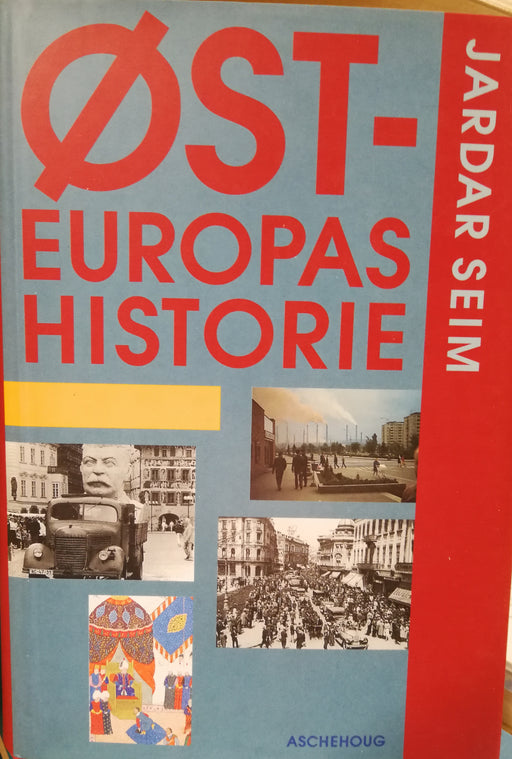 ØST-
EUROPAS
HISTORIE
JARDAR SEIM
ASCHEHOUG